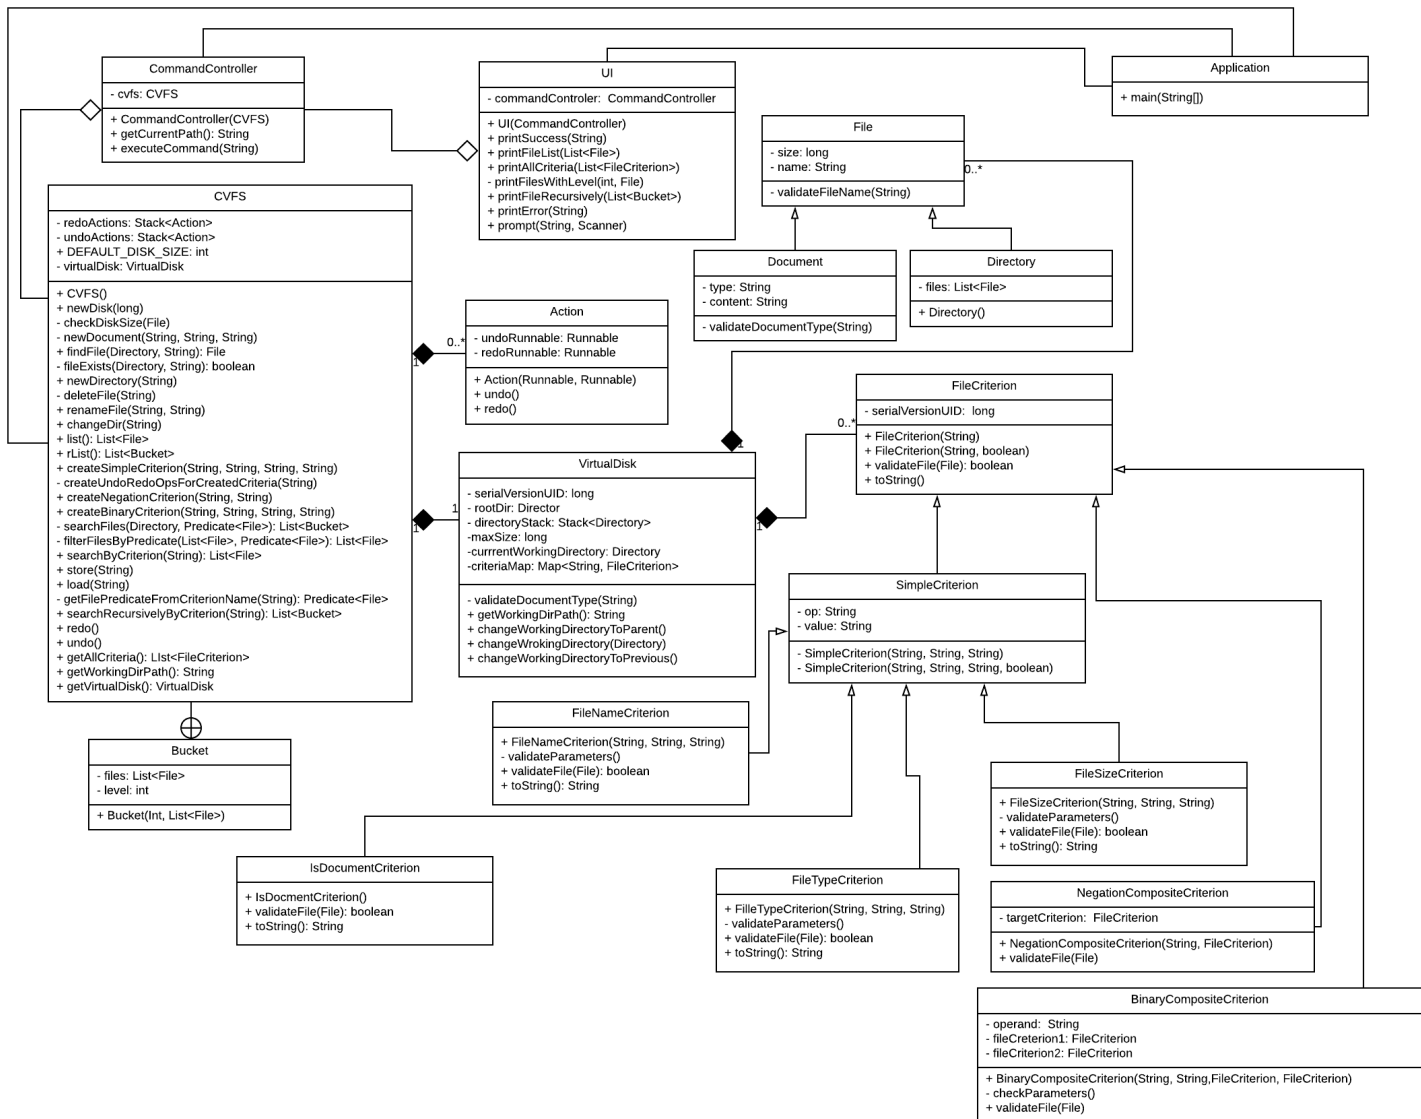 CommandController
- cvfs: CVFS
+ CommandController(CVFS)
+ getCurrentPath(): String
+ executeCommand(String)
UI
- commandControler:  CommandController
+ UI(CommandController)
+ printSuccess(String)
+ printFileList(List<File>)
+ printAllCriteria(List<FileCriterion>)
- printFilesWithLevel(int, File)
+ printFileRecursively(List<Bucket>)
+ printError(String)
+ prompt(String, Scanner)
Application
+ main(String[])
File
- size: long
- name: String
- validateFileName(String)
0..*
Document
- type: String
- content: String
- validateDocumentType(String)
Directory
- files: List<File>
+ Directory()
CVFS
- redoActions: Stack<Action>
- undoActions: Stack<Action>
+ DEFAULT_DISK_SIZE: int
- virtualDisk: VirtualDisk
+ CVFS()
+ newDisk(long)
- checkDiskSize(File)
- newDocument(String, String, String)
+ findFile(Directory, String): File
- fileExists(Directory, String): boolean
+ newDirectory(String)
- deleteFile(String)
+ renameFile(String, String)
+ changeDir(String)
+ list(): List<File>
+ rList(): List<Bucket>
+ createSimpleCriterion(String, String, String, String)
- createUndoRedoOpsForCreatedCriteria(String)
+ createNegationCriterion(String, String)
+ createBinaryCriterion(String, String, String, String)
- searchFiles(Directory, Predicate<File>): List<Bucket>
- filterFilesByPredicate(List<File>, Predicate<File>): List<File>
+ searchByCriterion(String): List<File>
+ store(String)
+ load(String)
- getFilePredicateFromCriterionName(String): Predicate<File>
+ searchRecursivelyByCriterion(String): List<Bucket>
+ redo()
+ undo()
+ getAllCriteria(): LIst<FileCriterion>
+ getWorkingDirPath(): String
+ getVirtualDisk(): VirtualDisk
1
0..*
Action
- undoRunnable: Runnable
- redoRunnable: Runnable
+ Action(Runnable, Runnable)
+ undo()
+ redo()
1
1
VirtualDisk
- serialVersionUID: long
- rootDir: Director
- directoryStack: Stack<Directory>
-maxSize: long
-currrentWorkingDirectory: Directory
-criteriaMap: Map<String, FileCriterion>
- validateDocumentType(String)
+ getWorkingDirPath(): String
+ changeWorkingDirectoryToParent()
+ changeWrokingDirectory(Directory)
+ changeWorkingDirectoryToPrevious()
1
1
0..*
FileCriterion
- serialVersionUID:  long
+ FileCriterion(String)
+ FileCriterion(String, boolean)
+ validateFile(File): boolean
+ toString()
SimpleCriterion
- op: String
- value: String
- SimpleCriterion(String, String, String)
- SimpleCriterion(String, String, String, boolean)
Bucket
- files: List<File>
- level: int
+ Bucket(Int, List<File>)
FileNameCriterion
+ FileNameCriterion(String, String, String)
- validateParameters()
+ validateFile(File): boolean
+ toString(): String
FileSizeCriterion
+ FileSizeCriterion(String, String, String)
- validateParameters()
+ validateFile(File): boolean
+ toString(): String
IsDocumentCriterion
+ IsDocmentCriterion()
+ validateFile(File): boolean
+ toString(): String
FileTypeCriterion
+ FilleTypeCriterion(String, String, String)
- validateParameters()
+ validateFile(File): boolean
+ toString(): String
NegationCompositeCriterion
- targetCriterion:  FileCriterion
+ NegationCompositeCriterion(String, FileCriterion)
+ validateFile(File)
BinaryCompositeCriterion
- operand:  String
- fileCreterion1: FileCriterion
- fileCriterion2: FileCriterion
+ BinaryCompositeCriterion(String, String,FileCriterion, FileCriterion)
- checkParameters()
+ validateFile(File)